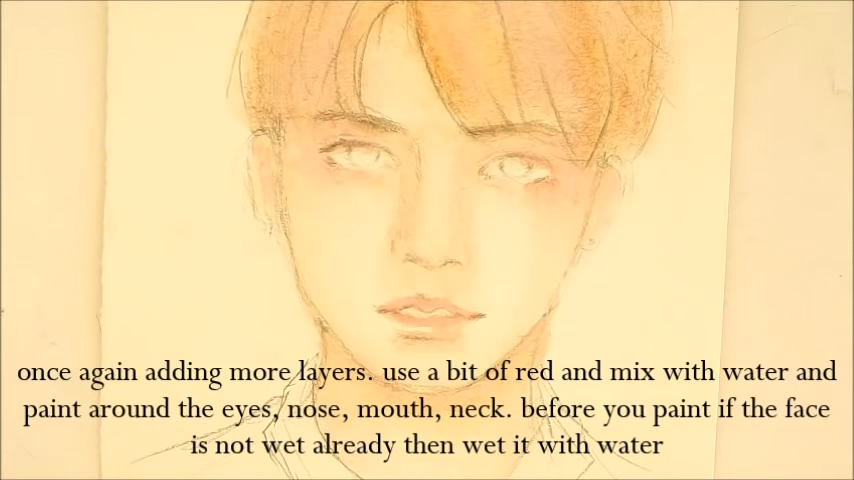 once again adding more layers. use a bit of red and mix with water and
paint around the eyes, nose, mouth, neck. before you paint if the face
is not wet already then wet it with water